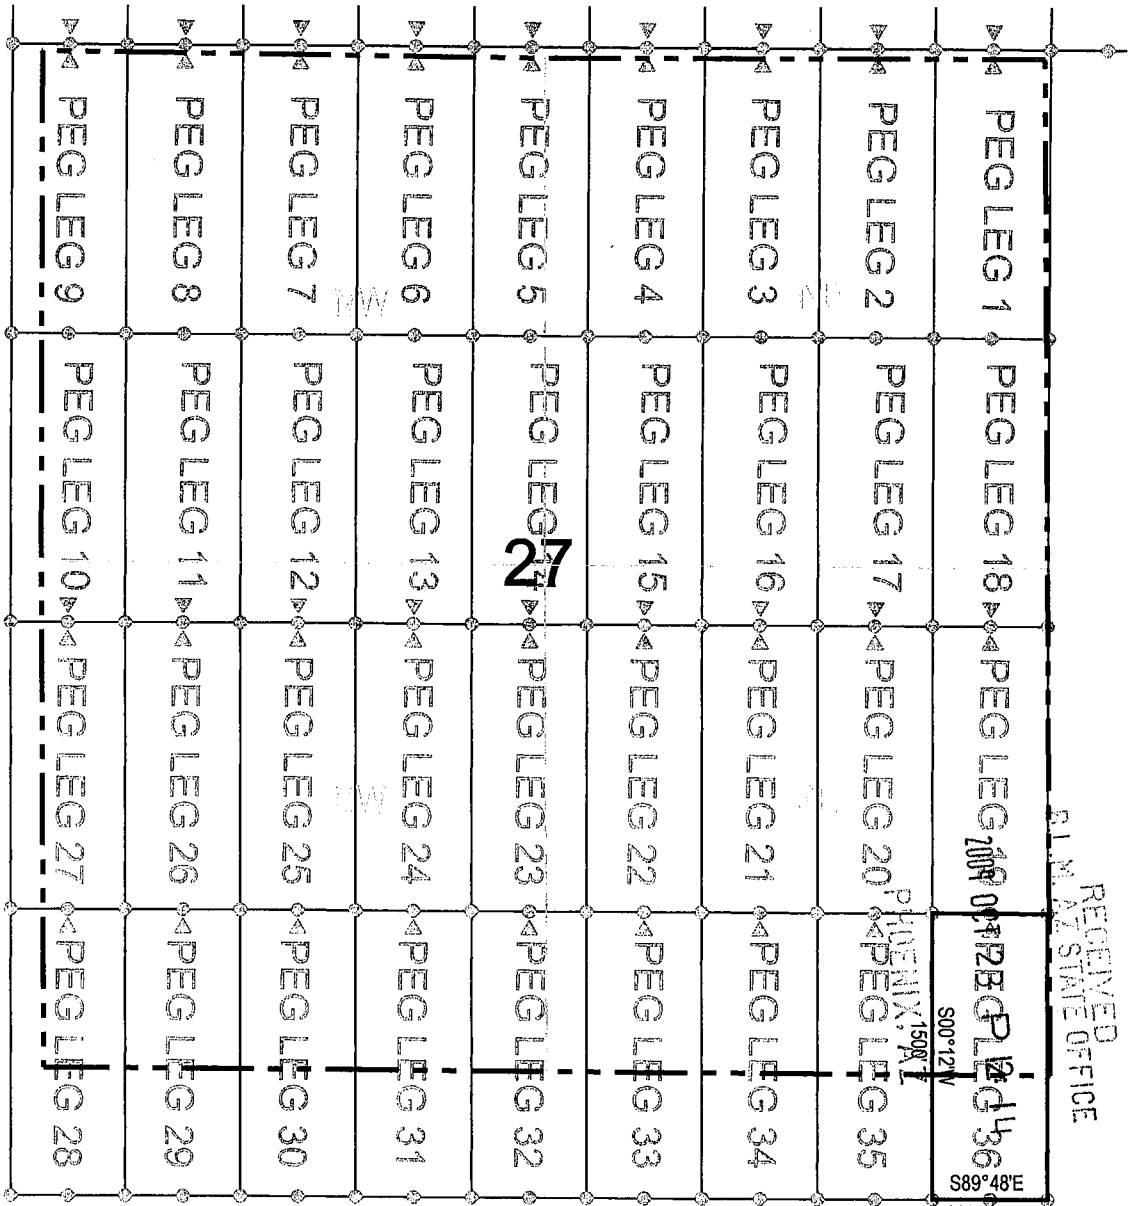 PEG LEG 9
PEG LEG 8
PEG LEG 7
PEG LEG 6
PEG LEG 5
PEG LEG 4
PEG LEG 3
PEG LEG 2
PEG LEG 1
NW
PEG LEG 10
PEG LEG 11
PEG LEG 12
PEG LEG 13
PEG LEG 14
PEG LEG 15
PEG LEG 16
PEG LEG 17
PEG LEG 18
27
PEG LEG 27
PEG LEG 26
PEG LEG 25
PEG LEG 24
PEG LEG 23
PEG LEG 22
PEG LEG 21
PEG LEG 20
PEG LEG 19
PEG LEG 28
PEG LEG 29
PEG LEG 30
PEG LEG 31
PEG LEG 32
PEG LEG 33
PEG LEG 34
PEG LEG 35
PEG LEG 36
S00°12'W
1500'
S89°48'E
RECEIVED
AZ STATE OFFICE
2009 OCT 23 P 12: 14
PHOENIX, AZ